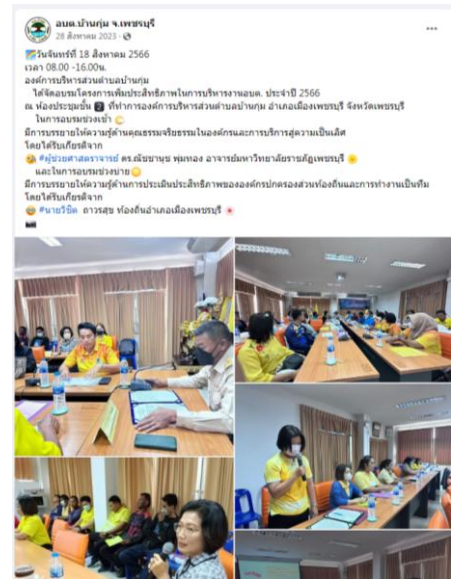 อบต.บ้านกุ่ม จ.เพชรบุรี
28 สิงหาคม 2023
วันจันทร์ที่ 18 สิงหาคม 2566
เวลา 08.00 -16.00น.
องค์การบริหารส่วนตำบลบ้านกุ่ม
ได้จัดอบรมโครงการเพิ่มประสิทธิภาพในการบริหารงานอบต. ประจำปี 2566
ณ ห้องประชุมชั้น 2 ที่ทำการองค์การบริหารส่วนตำบลบ้านกุ่ม อำเภอเมืองเพชรบุรี จังหวัดเพชรบุรี
ในการอบรมช่วงเช้า
มีการบรรยายให้ความรู้ด้านคุณธรรมจริยธรรมในองค์กรและการบริการสู่ความเป็นเลิศ
โดยได้รับเกียรติจาก
#ผู้ช่วยศาสตราจารย์ ดร.ณัชชานุช พุ่มทอง อาจารย์มหาวิทยาลัยราชภัฏเพชรบุรี
และในการอบรมช่วงบ่าย
มีการบรรยายให้ความรู้ด้านการประเมินประสิทธิภาพขององค์กรปกครองส่วนท้องถิ่นและการทำงานเป็นทีม
โดยได้รับเกียรติจาก
#นายวีขิต ถาวรสุข ท้องถิ่นอำเภอเมืองเพชรบุรี